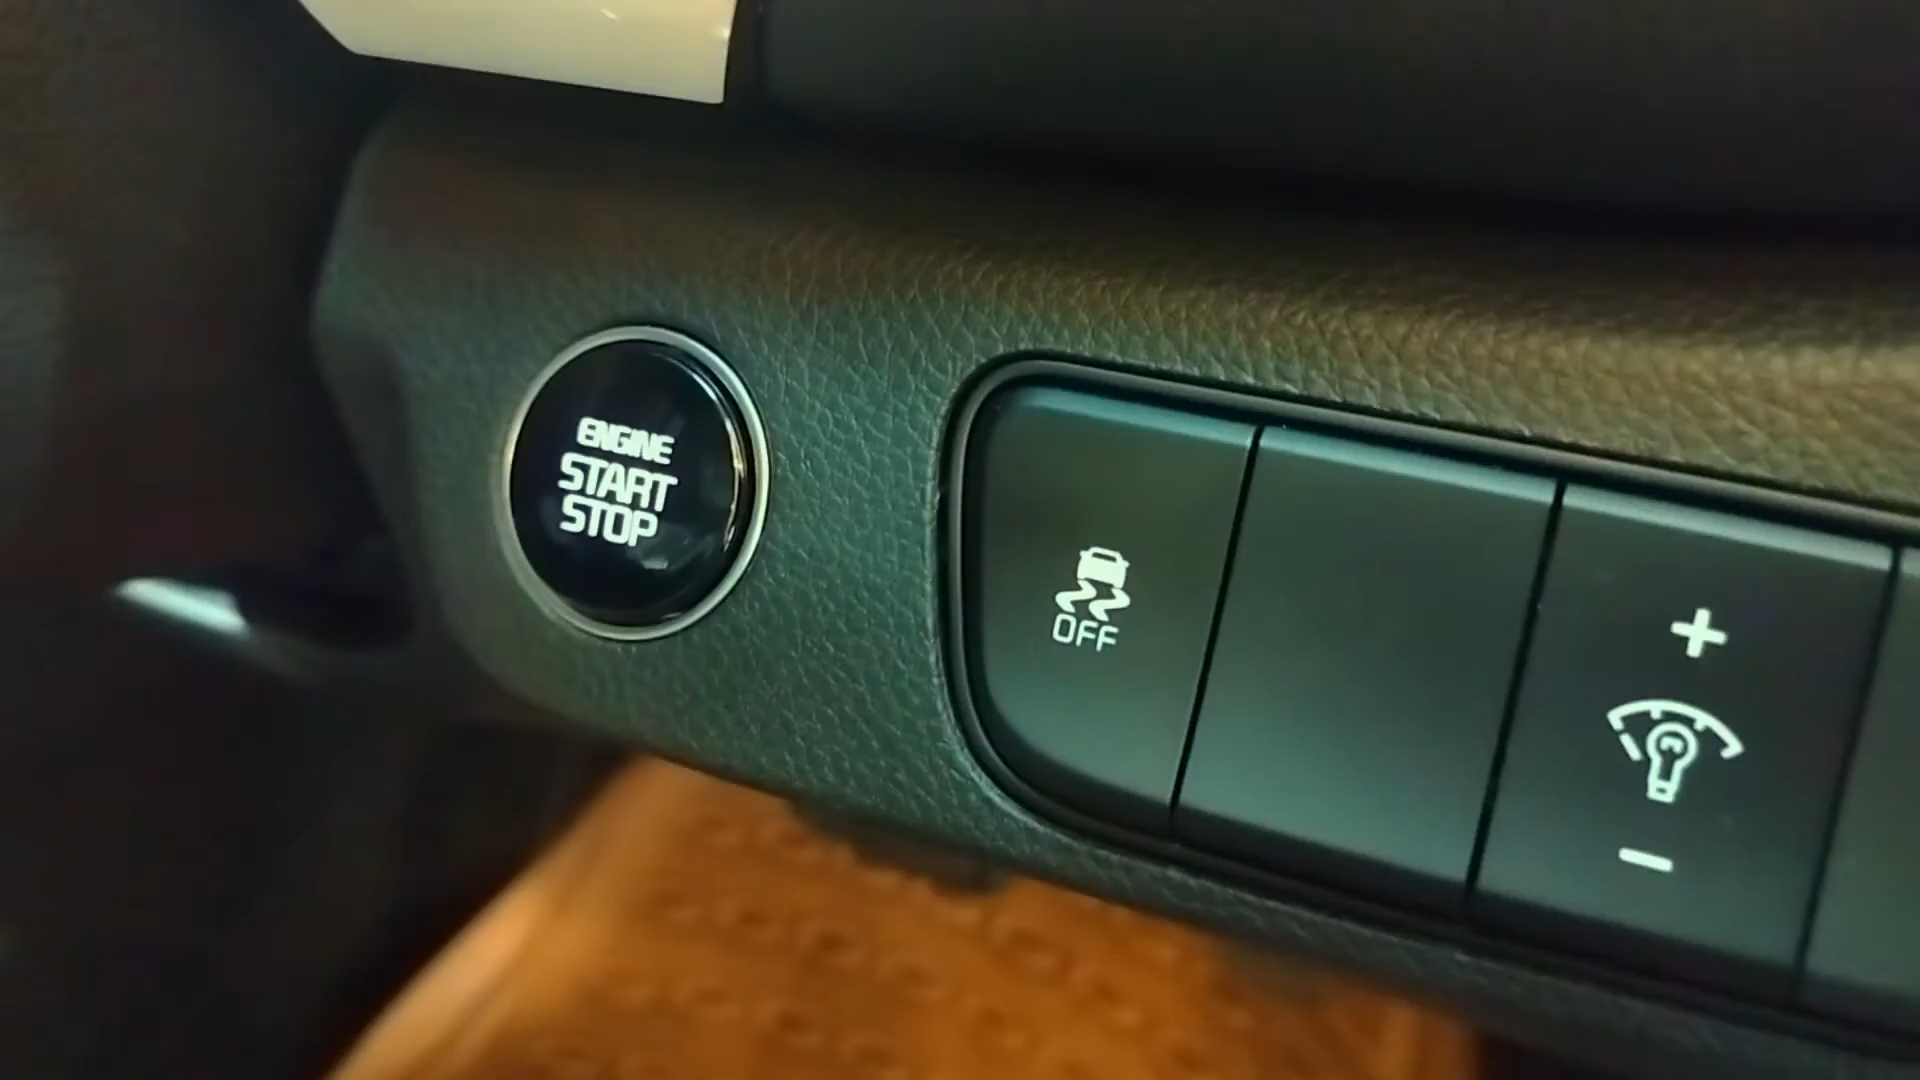 ENGINE
START
STOP
OFF
+
-